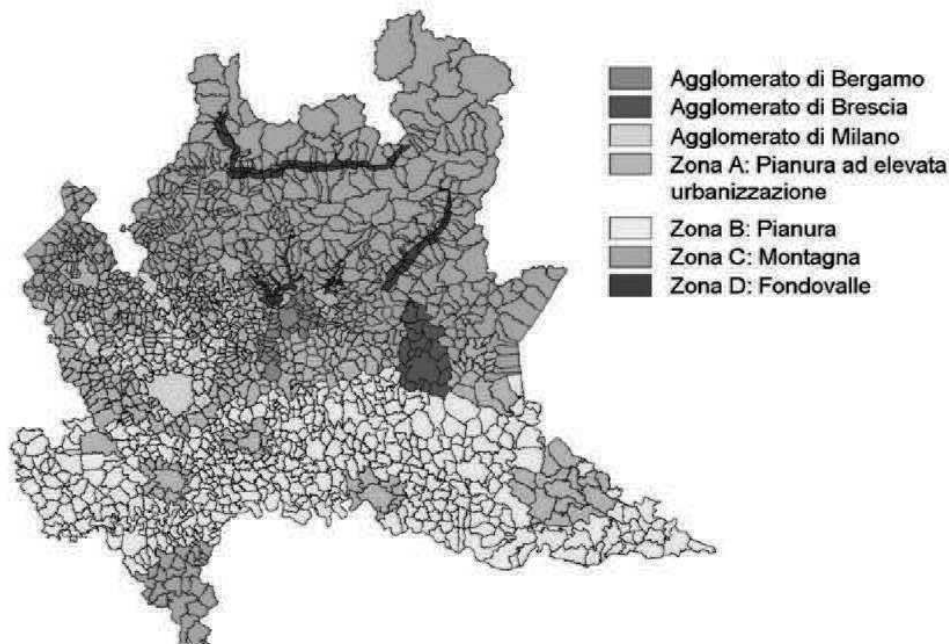 Agglomerato di Bergamo
Agglomerato di Brescia
Agglomerato di Milano
Zona A: Pianura ad elevata
urbanizzazione
Zona B: Pianura
Zona C: Montagna
Zona D: Fondovalle